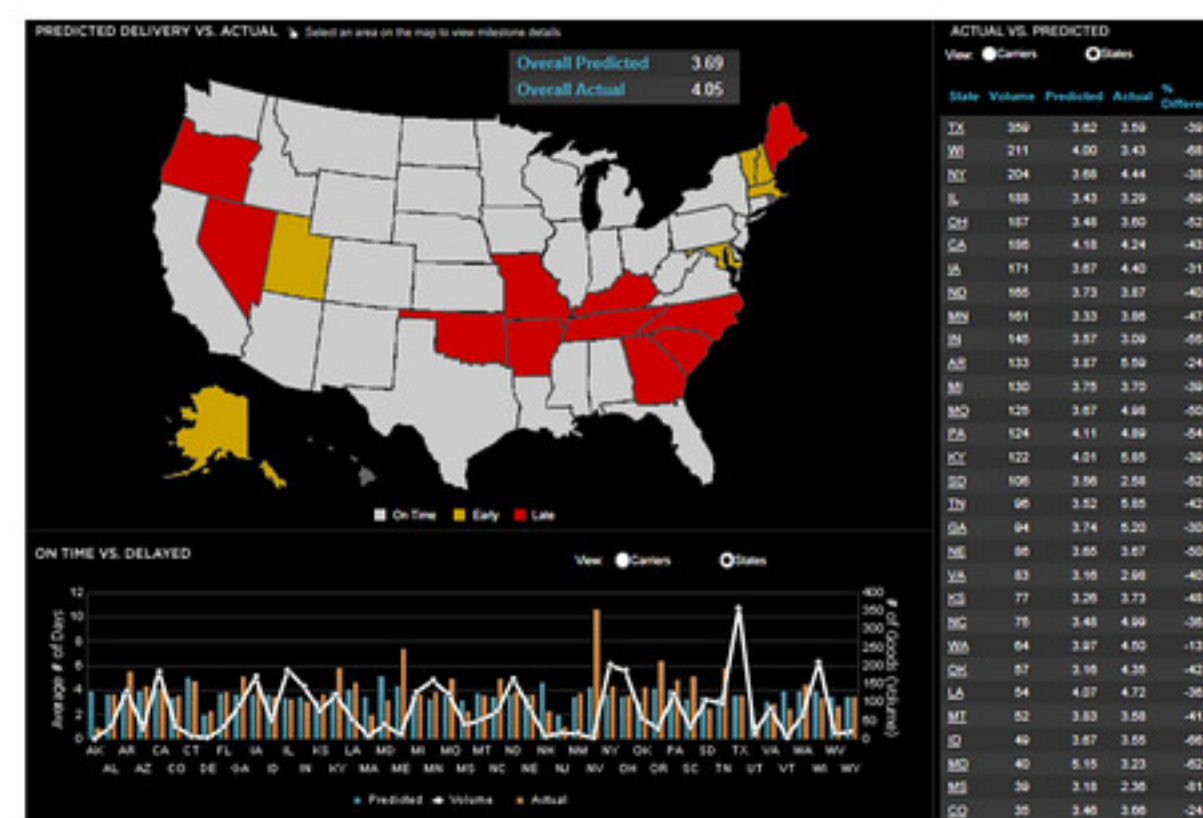 PREDICTED DELIVERY VS. ACTUAL Select an area on the map to view milestone details
Overall Predicted 3.69
Overall Actual 4.05
On Time Early Late
ON TIME VS. DELAYED
View: Carriers States
Average # of Days
12
10
8
6
4
2
0
400
350
300
250
200
150
100
50
0
# of Goods (Volume)
AK AR CA CT FL IA IL KS LA MD MI MO MT ND NH NM NY OK PA SD TX VA WA WV
AL AZ CO DE GA ID IN KY MA ME MN MS NC NE NJ NV OH OR SC TN UT VT WI WY
Predicted Volume Actual
ACTUAL VS. PREDICTED
View: Carriers States
State Volume Predicted Actual %
TX 359 3.62 3.59
WI 211 4.00 3.43
NY 204 3.68 4.44
IL 188 3.43 3.29
OH 187 3.48 3.60
CA 186 4.18 4.24
IA 171 3.67 4.40
ND 165 3.73 3.87
MN 161 3.33 3.86
IN 145 3.57 3.09
AR 133 3.87 5.59
MI 130 3.75 3.70
MO 125 3.67 4.98
PA 124 4.11 4.89
KY 122 4.01 5.85
SD 106 3.56 2.58
TN 96 3.52 5.85
GA 94 3.74 5.20
NE 86 3.65 3.67
VA 83 3.16 2.98
KS 77 3.26 3.73
NC 75 3.48 4.99
WA 64 3.97 4.50
OK 57 3.16 4.35
LA 54 4.07 4.72
MT 52 3.83 3.58
ID 49 3.67 3.55
MD 40 5.15 3.23
MS 39 3.18 2.36
CO 35 3.46 3.66